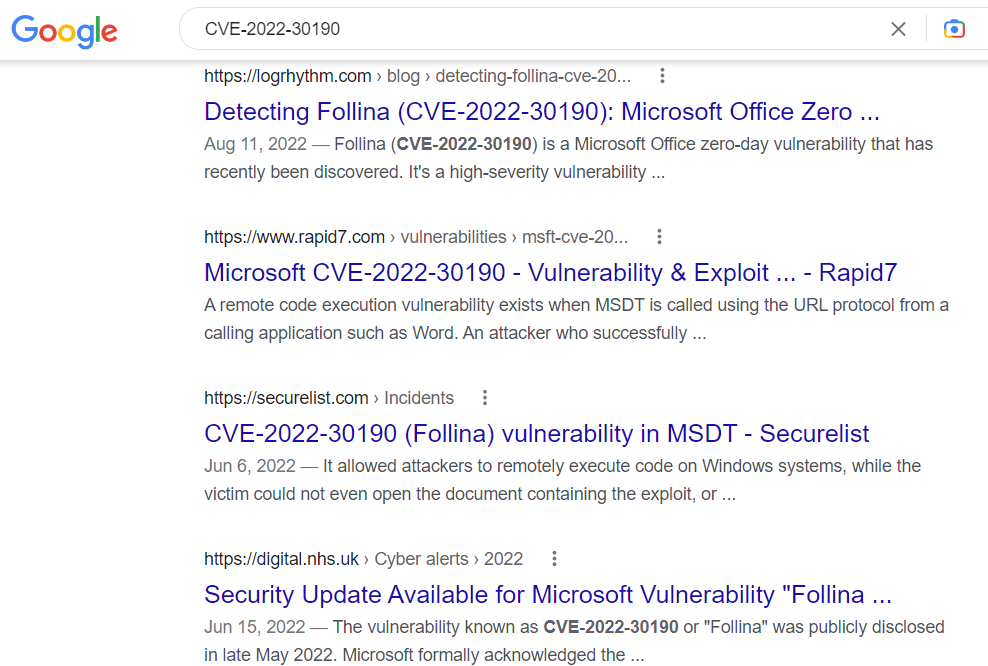 Google
CVE-2022-30190
https://logrhythm.com › blog › detecting-follina-cve-20...
Detecting Follina (CVE-2022-30190): Microsoft Office Zero ...
Aug 11, 2022 — Follina (CVE-2022-30190) is a Microsoft Office zero-day vulnerability that has
recently been discovered. It's a high-severity vulnerability ...
https://www.rapid7.com › vulnerabilities › msft-cve-20...
Microsoft CVE-2022-30190 - Vulnerability & Exploit ... - Rapid7
A remote code execution vulnerability exists when MSDT is called using the URL protocol from a
calling application such as Word. An attacker who successfully ...
https://securelist.com › Incidents
CVE-2022-30190 (Follina) vulnerability in MSDT - Securelist
Jun 6, 2022 — It allowed attackers to remotely execute code on Windows systems, while the
victim could not even open the document containing the exploit, or ...
https://digital.nhs.uk › Cyber alerts › 2022
Security Update Available for Microsoft Vulnerability "Follina ...
Jun 15, 2022 — The vulnerability known as CVE-2022-30190 or "Follina" was publicly disclosed
in late May 2022. Microsoft formally acknowledged the ...